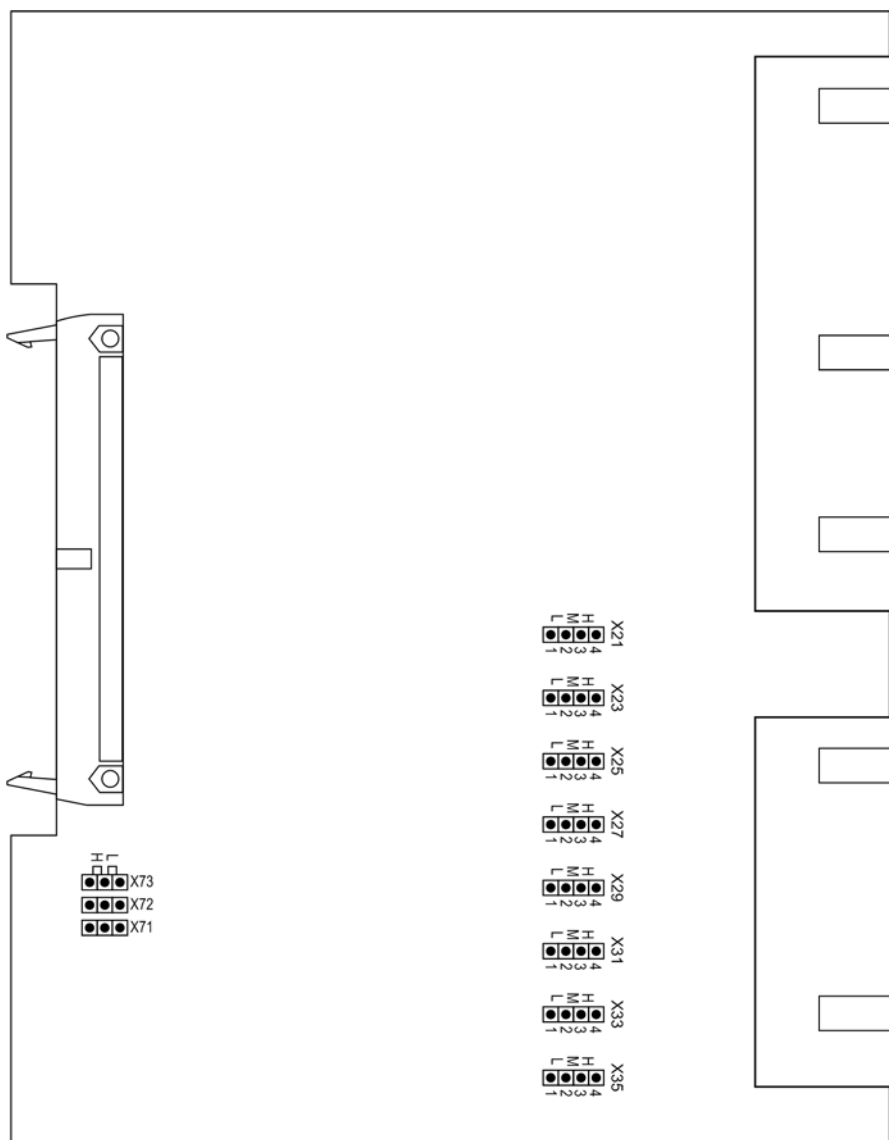 L M H X21
1 2 3 4
L M H X23
1 2 3 4
L M H X25
1 2 3 4
L M H X27
1 2 3 4
H L
X73
L M H X29
1 2 3 4
X72
X71
L M H X31
1 2 3 4
L M H X33
1 2 3 4
L M H X35
1 2 3 4